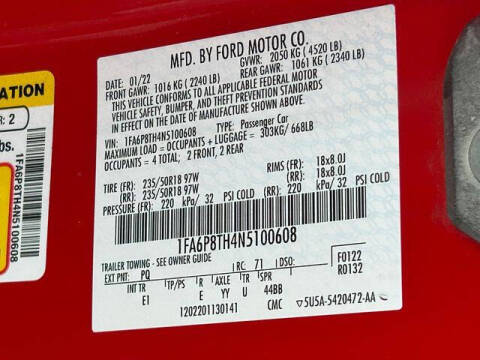 MFD. BY FORD MOTOR CO.
01/22 GVWR: 2050 KG ( 4520 LB)
FRONT GAWR: 1016 KG ( 2240 LB) REAR GAWR: 1061 KG ( 2340 LB)
THIS VEHICLE CONFORMS TO ALL APPLICABLE FEDERAL MOTOR VEHICLE
SAFETY, BUMPER, AND THEFT PREVENTION STANDARDS IN
EFFECT ON THE DATE OF MANUFACTURE SHOWN ABOVE.
VIN: 1FA6P8TH4N5100608 TYPE: Passenger Car
MAXIMUM LOAD = OCCUPANTS + LUGGAGE = 303KG/ 668LB
OCCUPANTS = 4 TOTAL; 2 FRONT, 2 REAR
TIRE (FR): 235/50R18 97W RIMS (FR): 18x8.0J
(RR): 235/50R18 97W (RR): 18x8.0J
PRESSURE (FR): 220 kPa/ 32 PSI COLD (RR): 220 kPa/ 32 PSI COLD
1FA6P8TH4N5100608
TRAILER TOWING - SEE OWNER GUIDE F0122
EXT PNT: PQ RC: 71 DSO: R0132
INT TR TP/PS R AXLE TR SPR
EI E YY U 44BB
1202201130141 CMC 5U5A-5420472-AA
ATION
R: 2
bs.
1FA6P8TH4N5100608